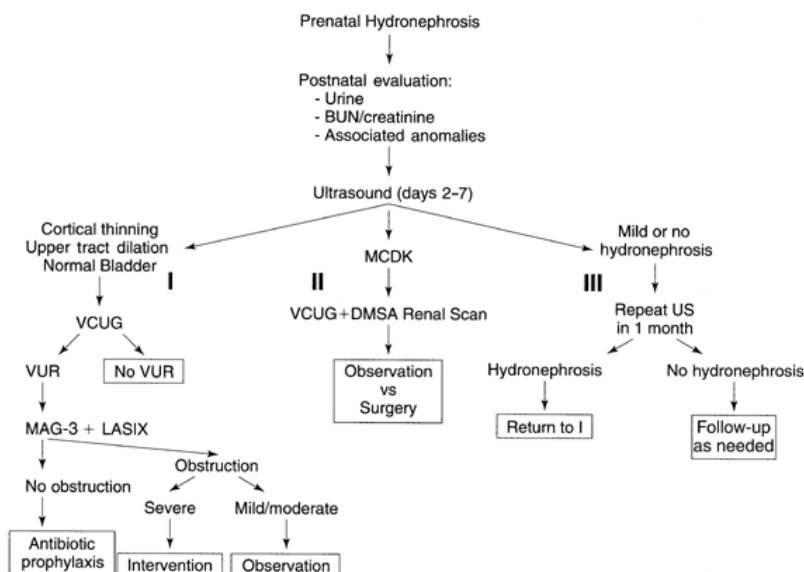 Prenatal Hydronephrosis
Postnatal evaluation:
- Urine
- BUN/creatinine
- Associated anomalies
Ultrasound (days 2–7)
Cortical thinning
Upper tract dilation
Normal Bladder
I
VCUG
VUR
No VUR
MAG-3 + LASIX
No obstruction
Antibiotic
prophylaxis
Obstruction
Severe
Intervention
Mild/moderate
Observation
MCDK
II
VCUG+DMSA Renal Scan
Observation
vs
Surgery
Mild or no
hydronephrosis
III
Repeat US
in 1 month
Hydronephrosis
Return to I
No hydronephrosis
Follow-up
as needed